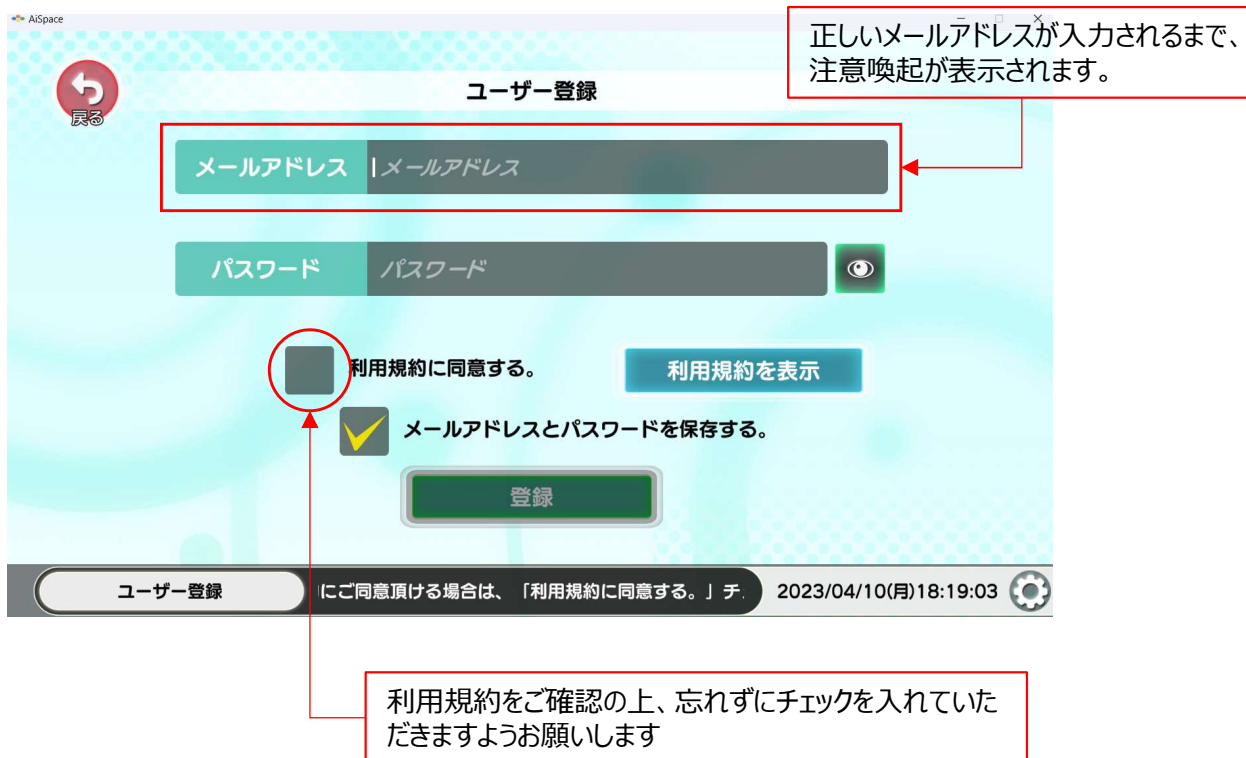 AiSpace
正しいメールアドレスが入力されるまで、
注意喚起が表示されます。
戻る
ユーザー登録
メールアドレス
メールアドレス
パスワード
パスワード
利用規約に同意する。
利用規約を表示
メールアドレスとパスワードを保存する。
登録
ユーザー登録
にご同意頂ける場合は、「利用規約に同意する。」チ
2023/04/10(月)18:19:03
利用規約をご確認の上、忘れずにチェックを入れていた
だきますようお願いします